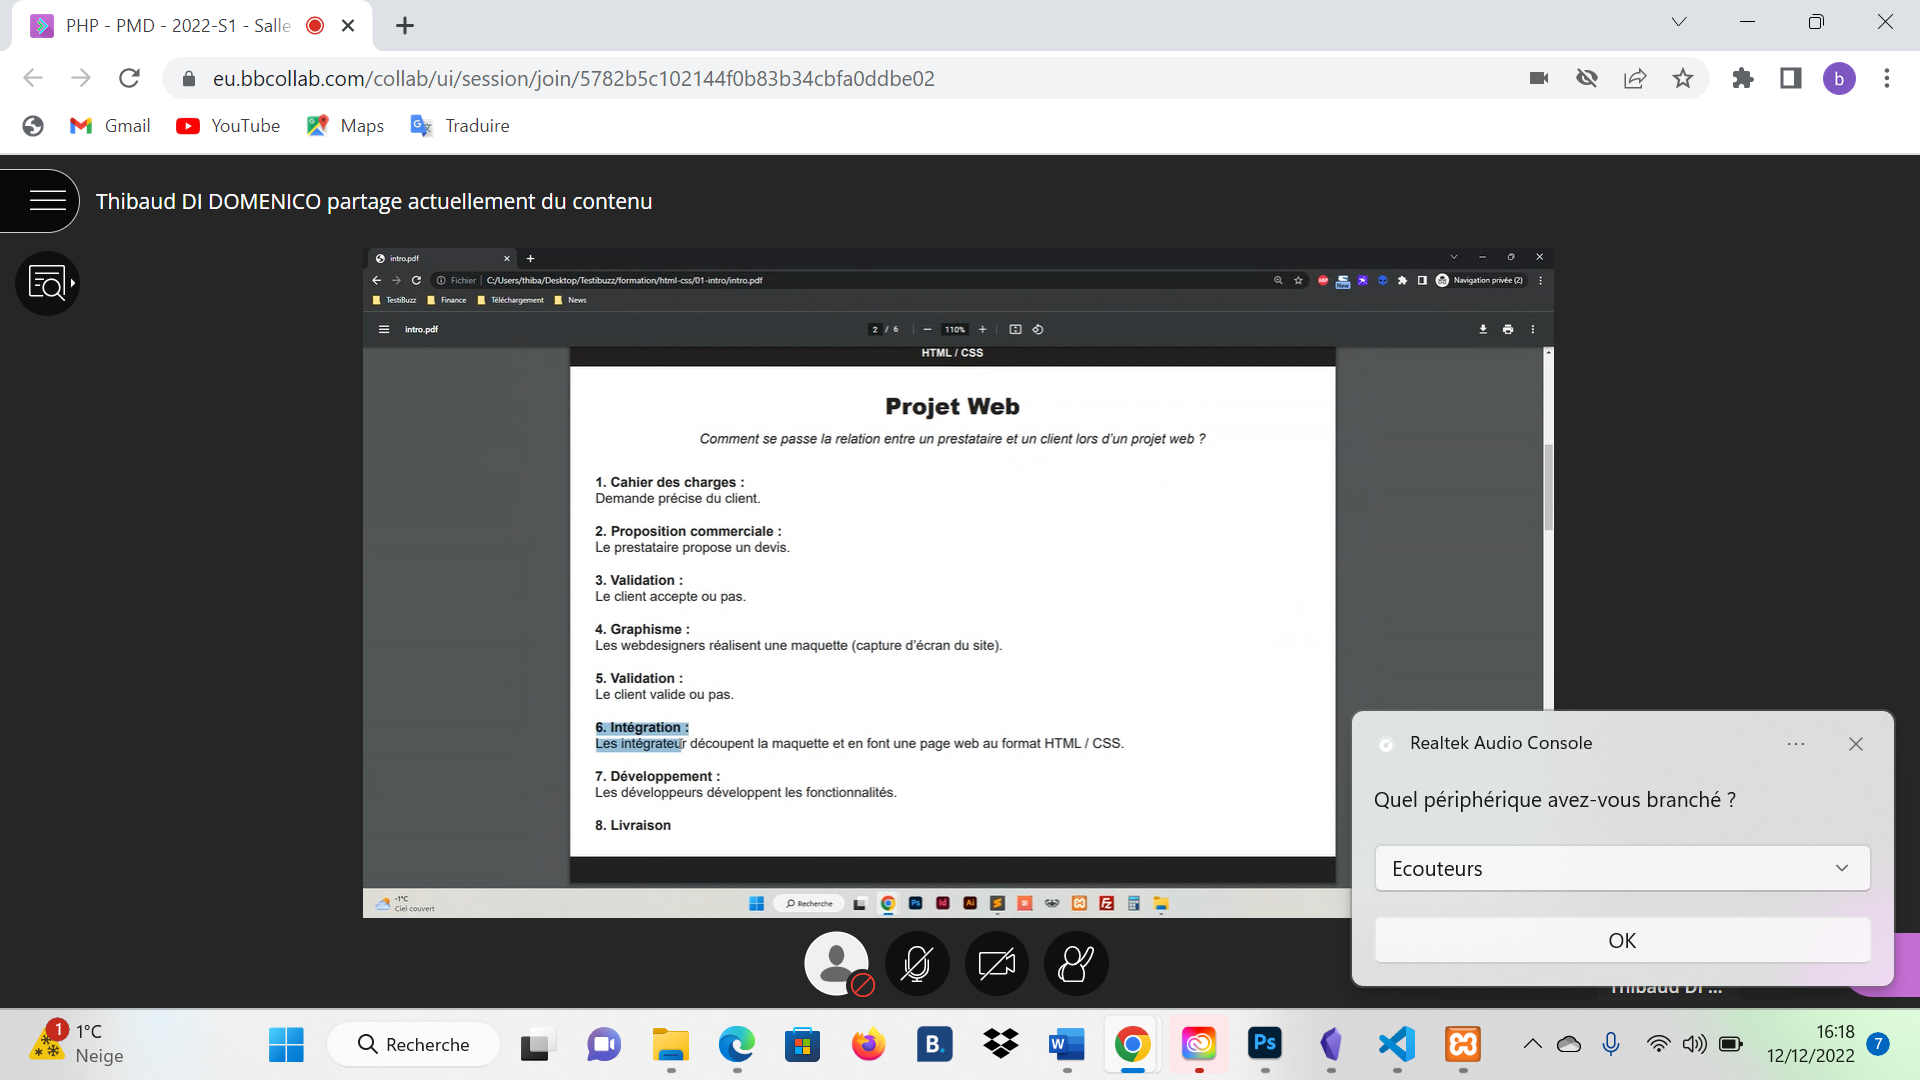 PHP - PMD - 2022-S1 - Salle
eu.bbcollab.com/collab/ui/session/join/5782b5c102144f0b83b34cbfa0ddbe02
b
Gmail
YouTube
Maps
Traduire
Thibaud DI DOMENICO partage actuellement du contenu
intro.pdf
Fichier
C:/Users/thiba/Desktop/Testibuzz/formation/html-css/01-intro/intro.pdf
New
Navigation privée (2)
TestiBuzz
Finance
Téléchargement
News
intro.pdf
2 / 6
110%
HTML / CSS
Projet Web
Comment se passe la relation entre un prestataire et un client lors d'un projet web ?
1. Cahier des charges :
Demande précise du client.
2. Proposition commerciale :
Le prestataire propose un devis.
3. Validation :
Le client accepte ou pas.
4. Graphisme :
Les webdesigners réalisent une maquette (capture d'écran du site).
5. Validation :
Le client valide ou pas.
6. Intégration :
Les intégrateur découpent la maquette et en font une page web au format HTML / CSS.
7. Développement :
Les développeurs développent les fonctionnalités.
8. Livraison
-1°C
Ciel couvert
Recherche
Ps
Id
Ai
Fz
Realtek Audio Console
Quel périphérique avez-vous branché ?
Ecouteurs
OK
Thibaud DI ...
1
1°C
Neige
Recherche
B.
W
Ps
16:18
12/12/2022
7